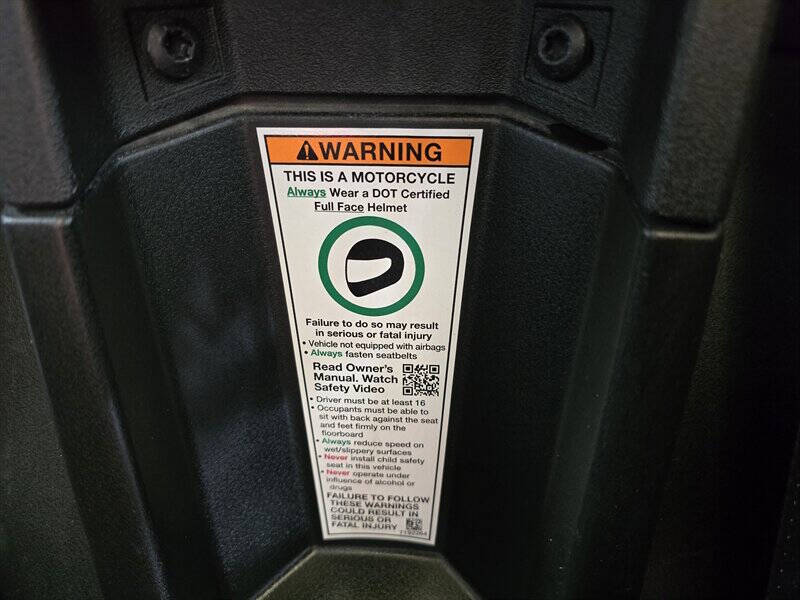 WARNING
THIS IS A MOTORCYCLE
Always Wear a DOT Certified
Full Face Helmet
Failure to do so may result
in serious or fatal injury
• Vehicle not equipped with airbags
• Always fasten seatbelts
Read Owner's
Manual. Watch
Safety Video
• Driver must be at least 16
• Occupants must be able to
sit with back against the seat
and feet firmly on the
floorboard
• Always reduce speed on
wet/slippery surfaces
• Never install child safety
seat in this vehicle
• Never operate under
influence of alcohol or
drugs
FAILURE TO FOLLOW
THESE WARNINGS
COULD RESULT IN
SERIOUS OR
FATAL INJURY